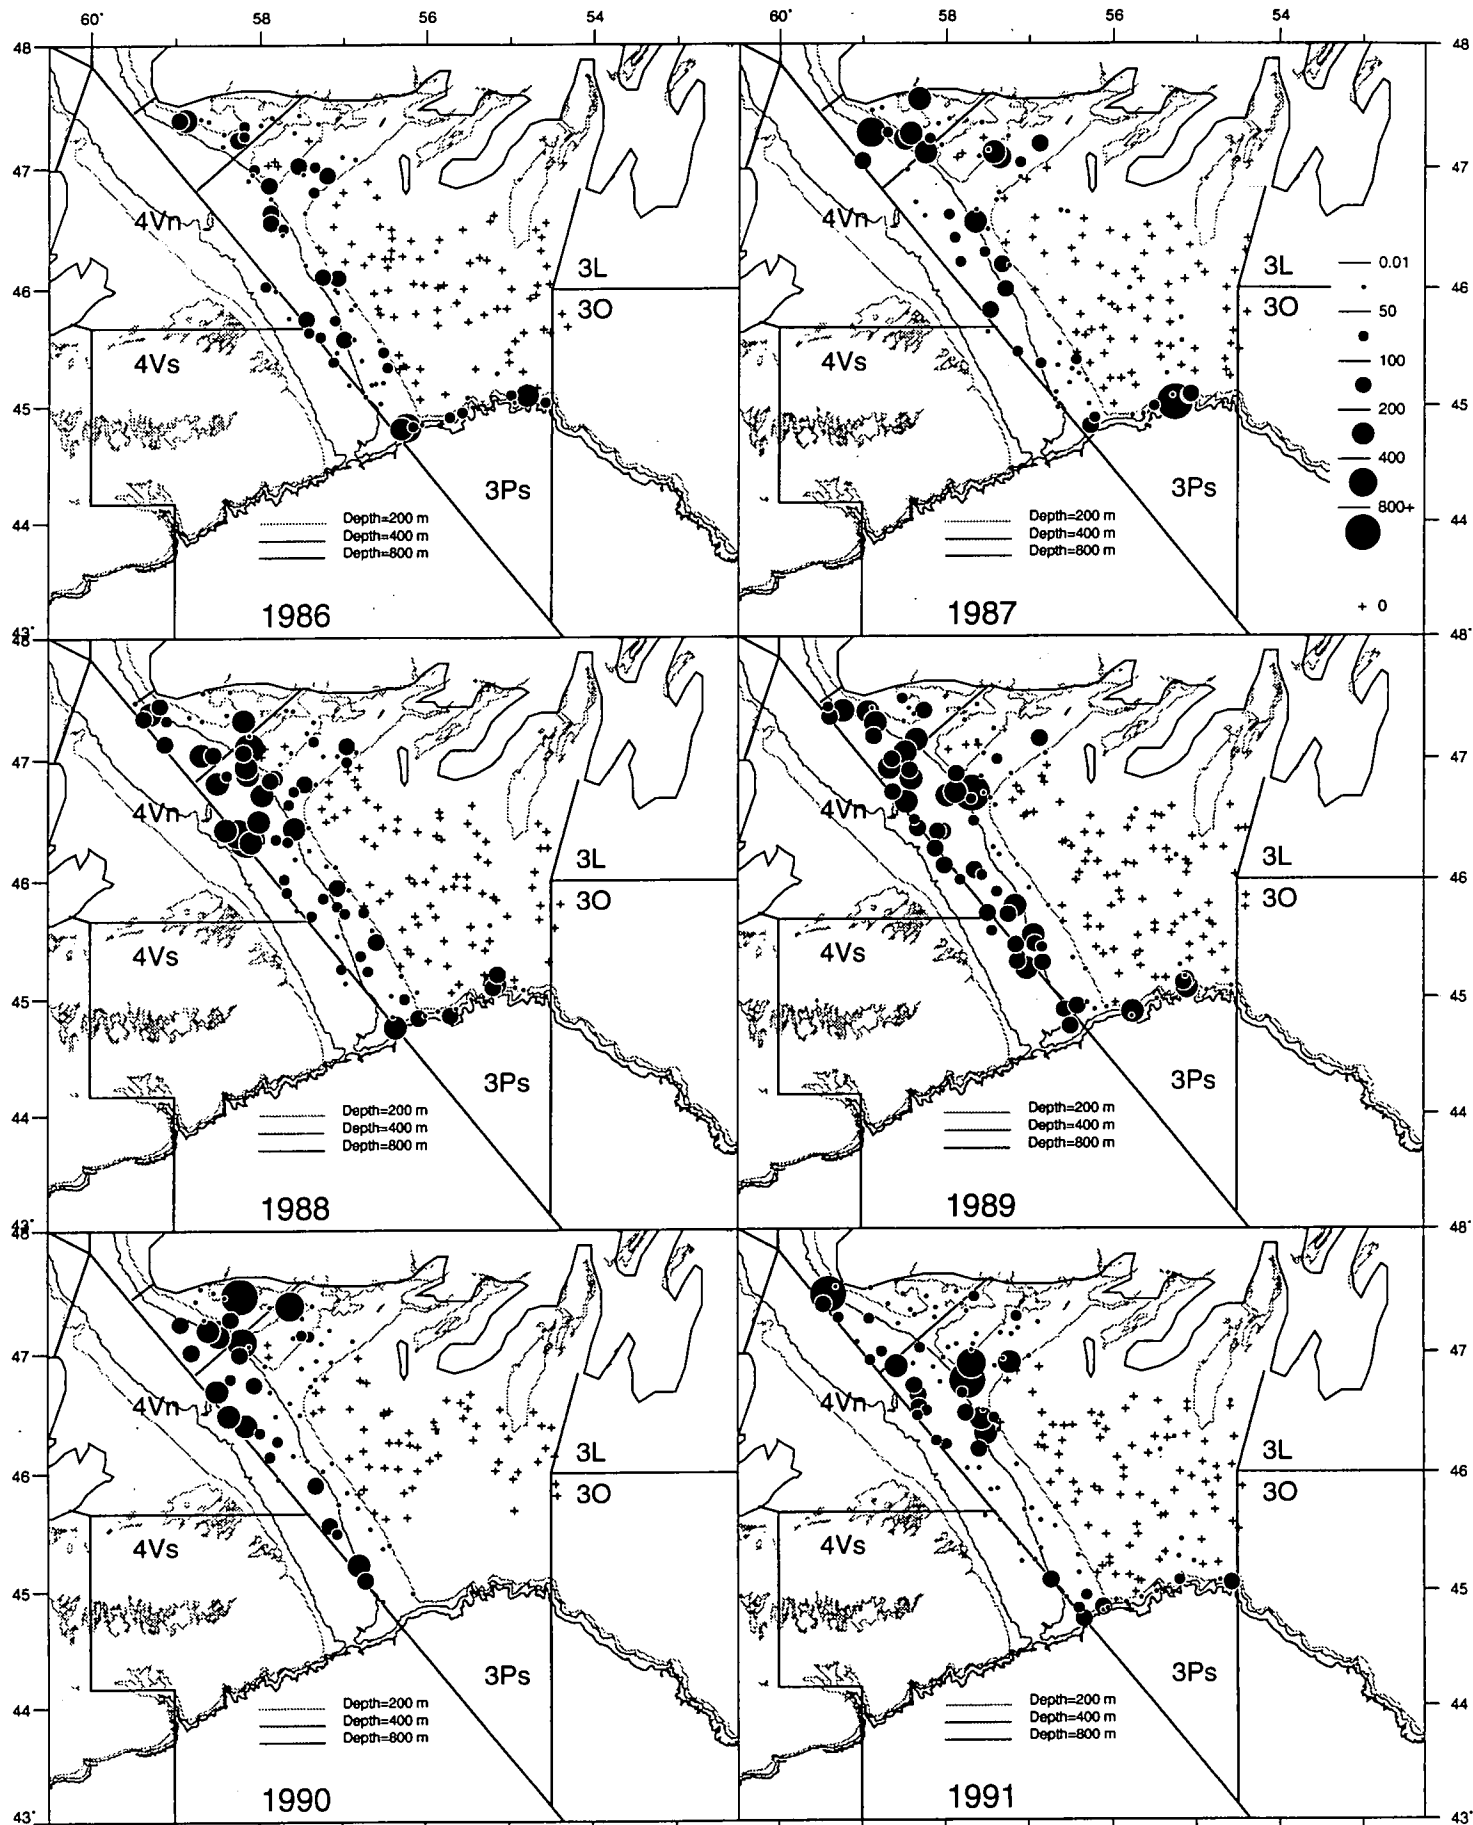 60° 58 56 54 60° 58 56 54
48 48
47 47
46 46
45 45
44 44
43° 43°
4Vn
4Vs
3L
3O
3Ps
Depth=200 m
Depth=400 m
Depth=800 m
1986
4Vn
4Vs
3L
3O
3Ps
Depth=200 m
Depth=400 m
Depth=800 m
1987
0.01
50
100
200
400
800+
+ 0
48 48°
47 47
46 46
45 45
44 44
43° 43°
4Vn
4Vs
3L
3O
3Ps
Depth=200 m
Depth=400 m
Depth=800 m
1988
4Vn
4Vs
3L
3O
3Ps
Depth=200 m
Depth=400 m
Depth=800 m
1989
48 48°
47 47
46 46
45 45
44 44
43° 43°
4Vn
4Vs
3L
3O
3Ps
Depth=200 m
Depth=400 m
Depth=800 m
1990
4Vn
4Vs
3L
3O
3Ps
Depth=200 m
Depth=400 m
Depth=800 m
1991